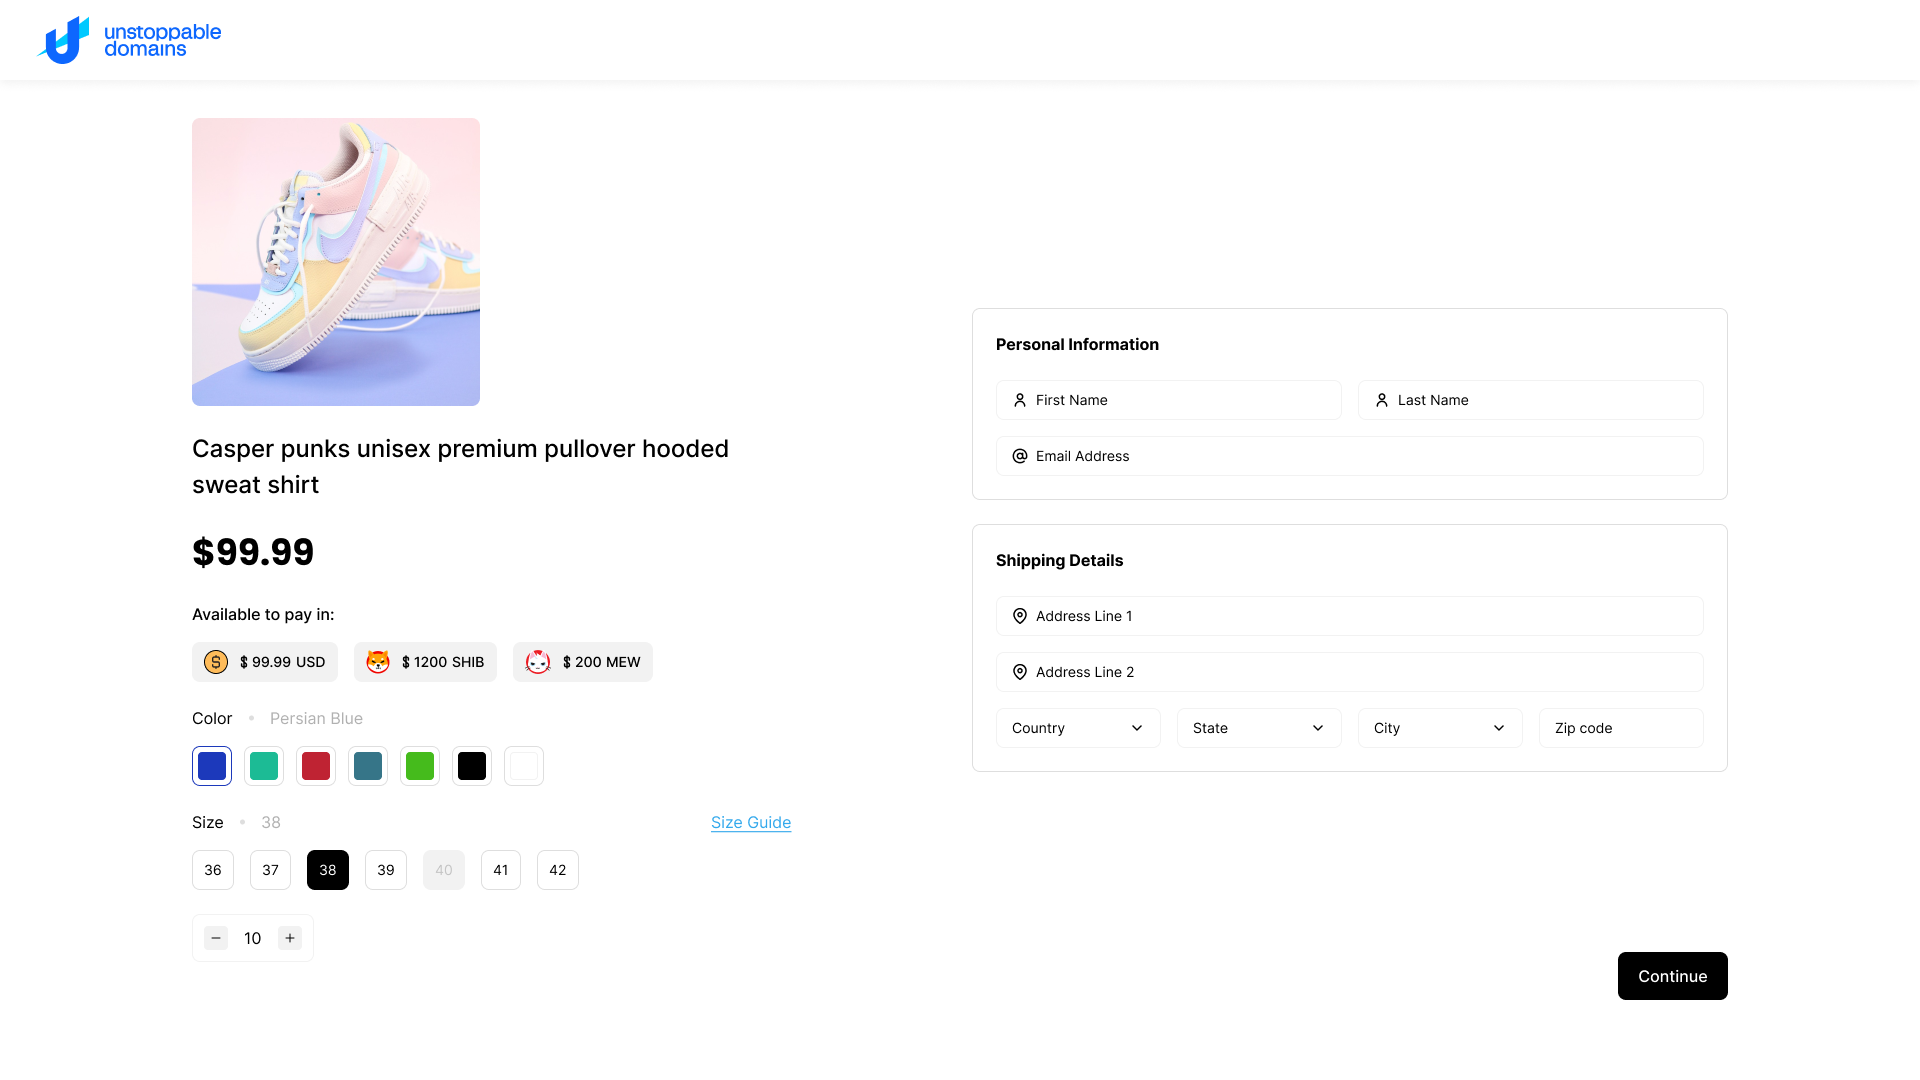 unstoppable
domains
Casper punks unisex premium pullover hooded
sweat shirt
$99.99
Available to pay in:
$ 99.99 USD
$ 1200 SHIB
$ 200 MEW
Color • Persian Blue
Size • 38
Size Guide
36
37
38
39
40
41
42
− 10 +
Personal Information
First Name
Last Name
Email Address
Shipping Details
Address Line 1
Address Line 2
Country
State
City
Zip code
Continue